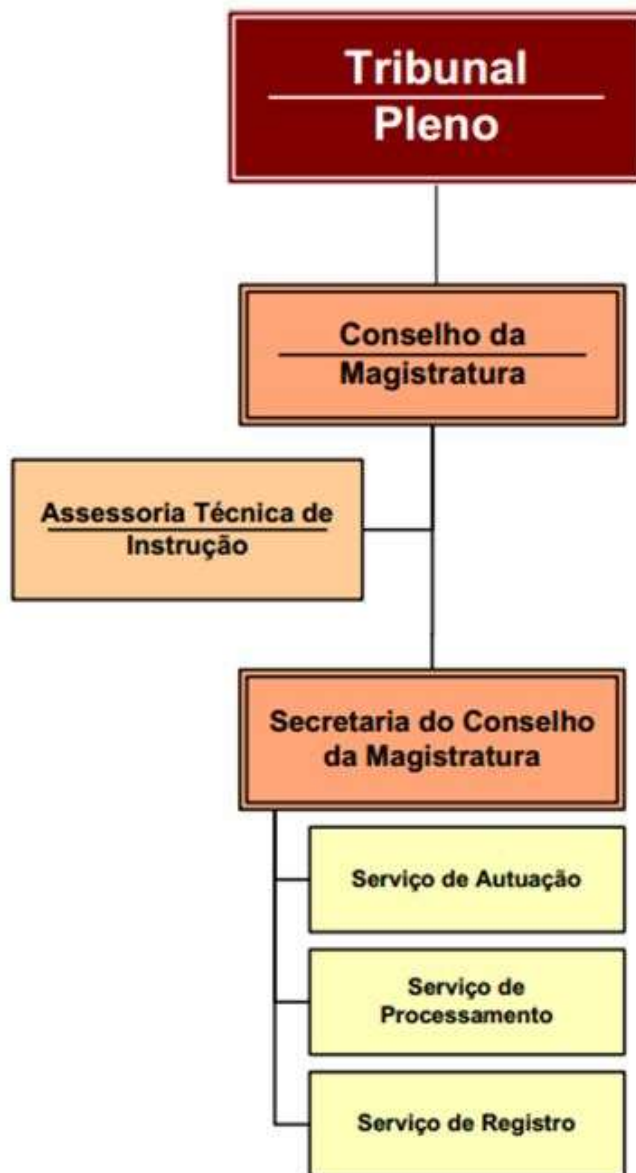 Tribunal
Pleno
Conselho da
Magistratura
Assessoria Técnica de
Instrução
Secretaria do Conselho
da Magistratura
Serviço de Autuação
Serviço de
Processamento
Serviço de Registro